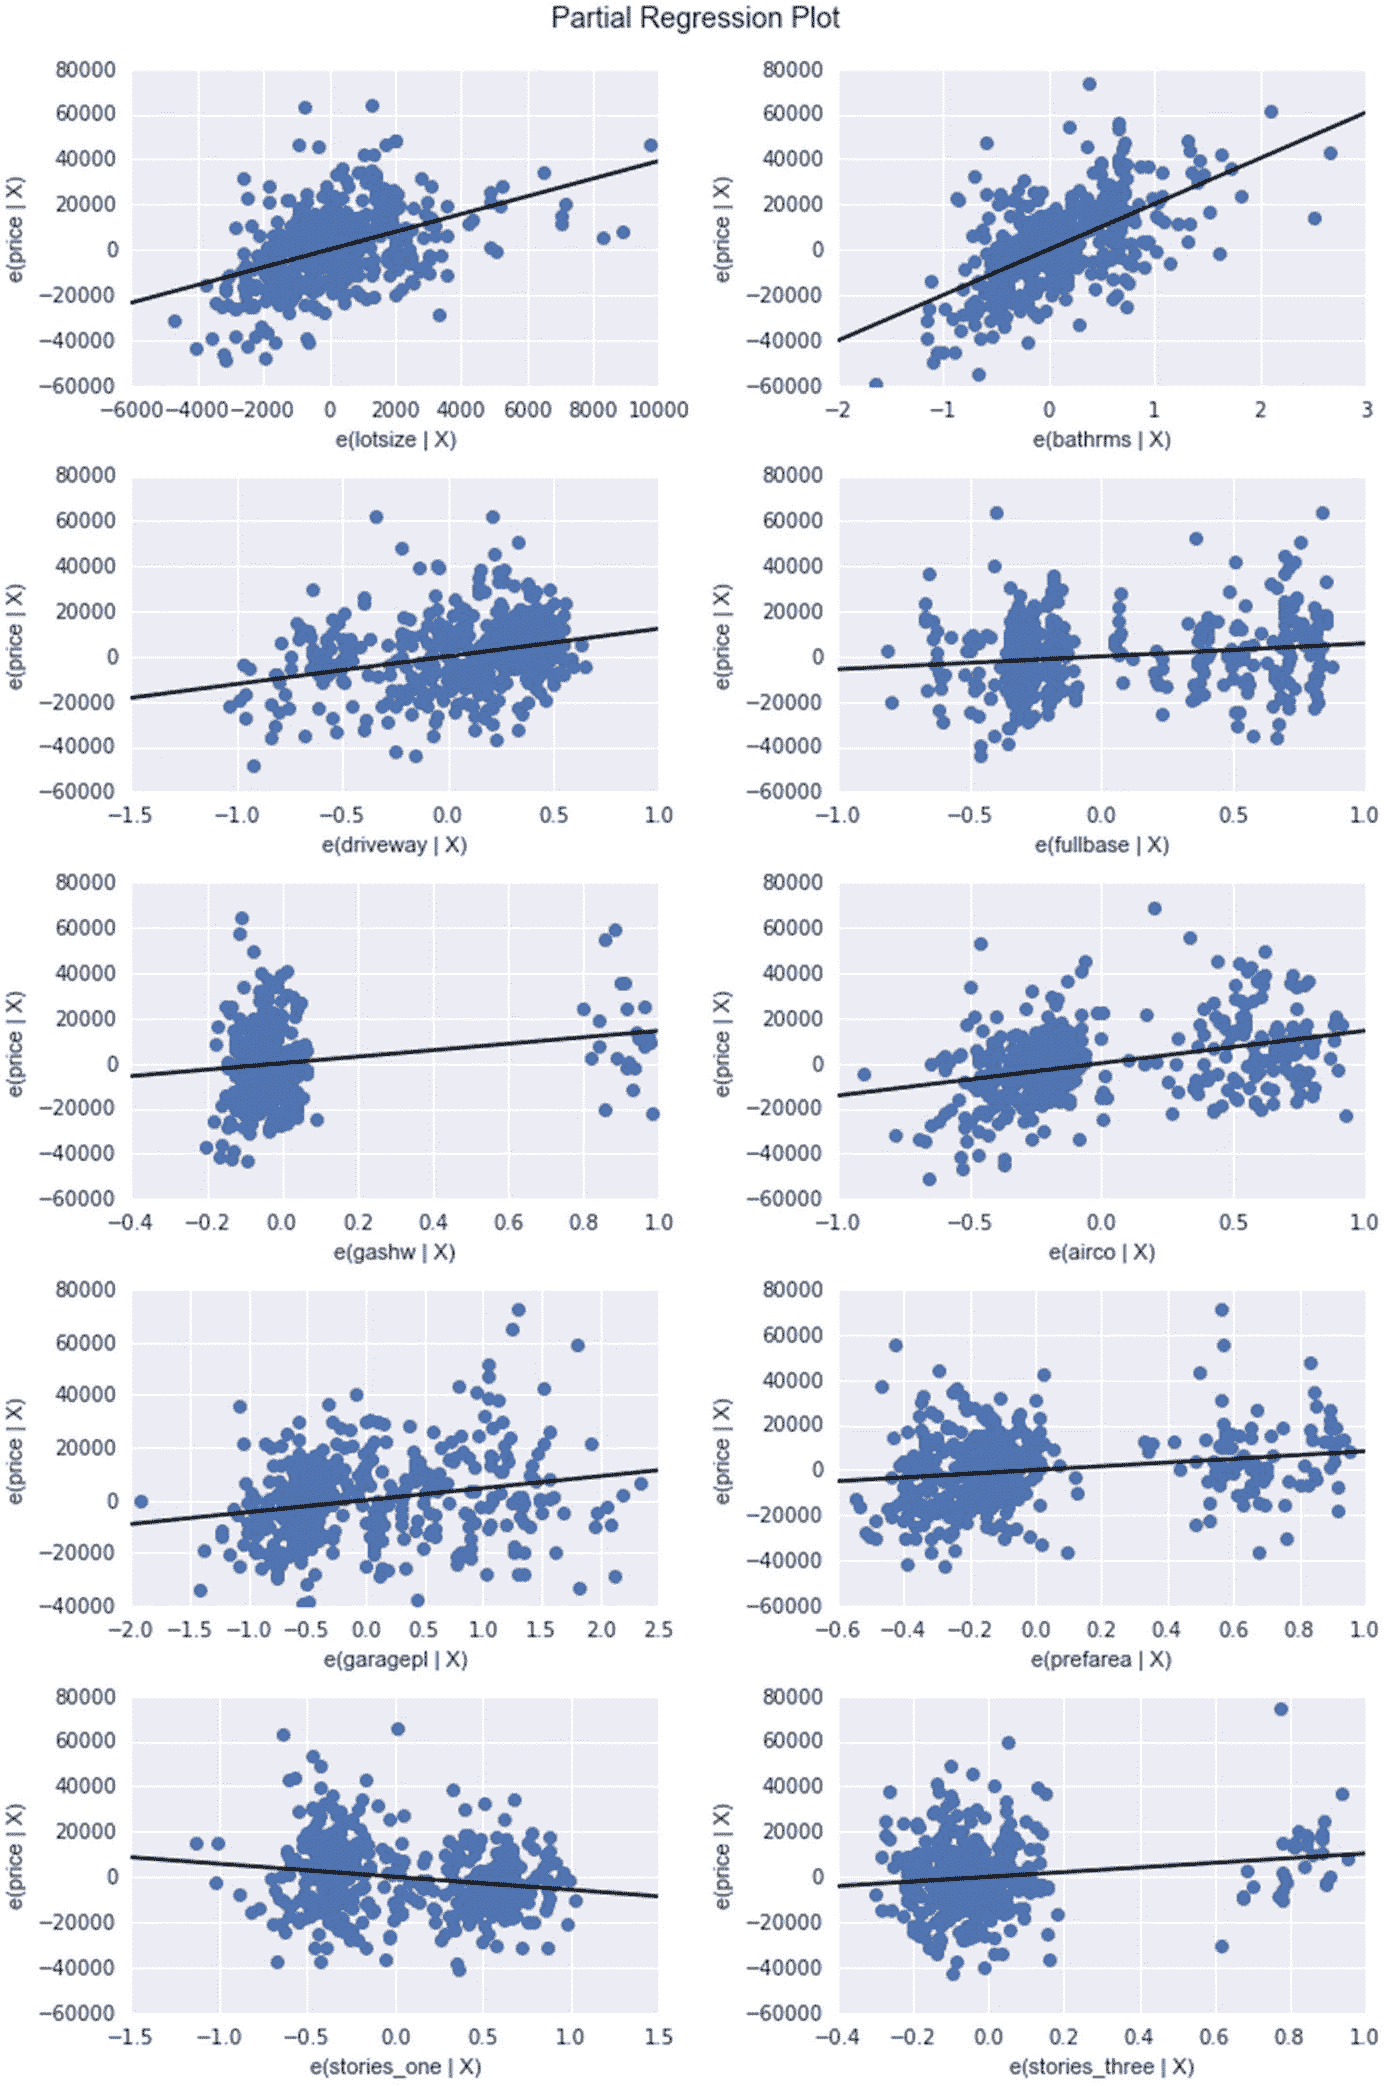 Partial Regression Plot
80000
60000
40000
20000
0
−20000
−40000
−60000
e(price | X)
−6000−4000−2000 0 2000 4000 6000 8000 10000
e(lotsize | X)
80000
60000
40000
20000
0
−20000
−40000
−60000
e(price | X)
−2 −1 0 1 2 3
e(bathrms | X)
80000
60000
40000
20000
0
−20000
−40000
−60000
e(price | X)
−1.5 −1.0 −0.5 0.0 0.5 1.0
e(driveway | X)
80000
60000
40000
20000
0
−20000
−40000
−60000
e(price | X)
−1.0 −0.5 0.0 0.5 1.0
e(fullbase | X)
80000
60000
40000
20000
0
−20000
−40000
−60000
e(price | X)
−0.4 −0.2 0.0 0.2 0.4 0.6 0.8 1.0
e(gashw | X)
80000
60000
40000
20000
0
−20000
−40000
−60000
e(price | X)
−1.0 −0.5 0.0 0.5 1.0
e(airco | X)
80000
60000
40000
20000
0
−20000
−40000
e(price | X)
−2.0 −1.5 −1.0 −0.5 0.0 0.5 1.0 1.5 2.0 2.5
e(garagepl | X)
80000
60000
40000
20000
0
−20000
−40000
−60000
e(price | X)
−0.6 −0.4 −0.2 0.0 0.2 0.4 0.6 0.8 1.0
e(prefarea | X)
80000
60000
40000
20000
0
−20000
−40000
−60000
e(price | X)
−1.5 −1.0 −0.5 0.0 0.5 1.0 1.5
e(stories_one | X)
80000
60000
40000
20000
0
−20000
−40000
−60000
e(price | X)
−0.4 −0.2 0.0 0.2 0.4 0.6 0.8 1.0
e(stories_three | X)